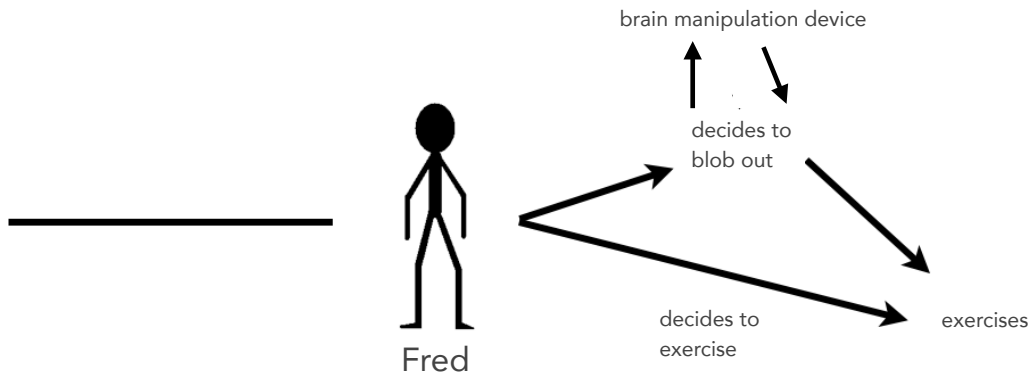 brain manipulation device
decides to
blob out
decides to
exercise
exercises
Fred